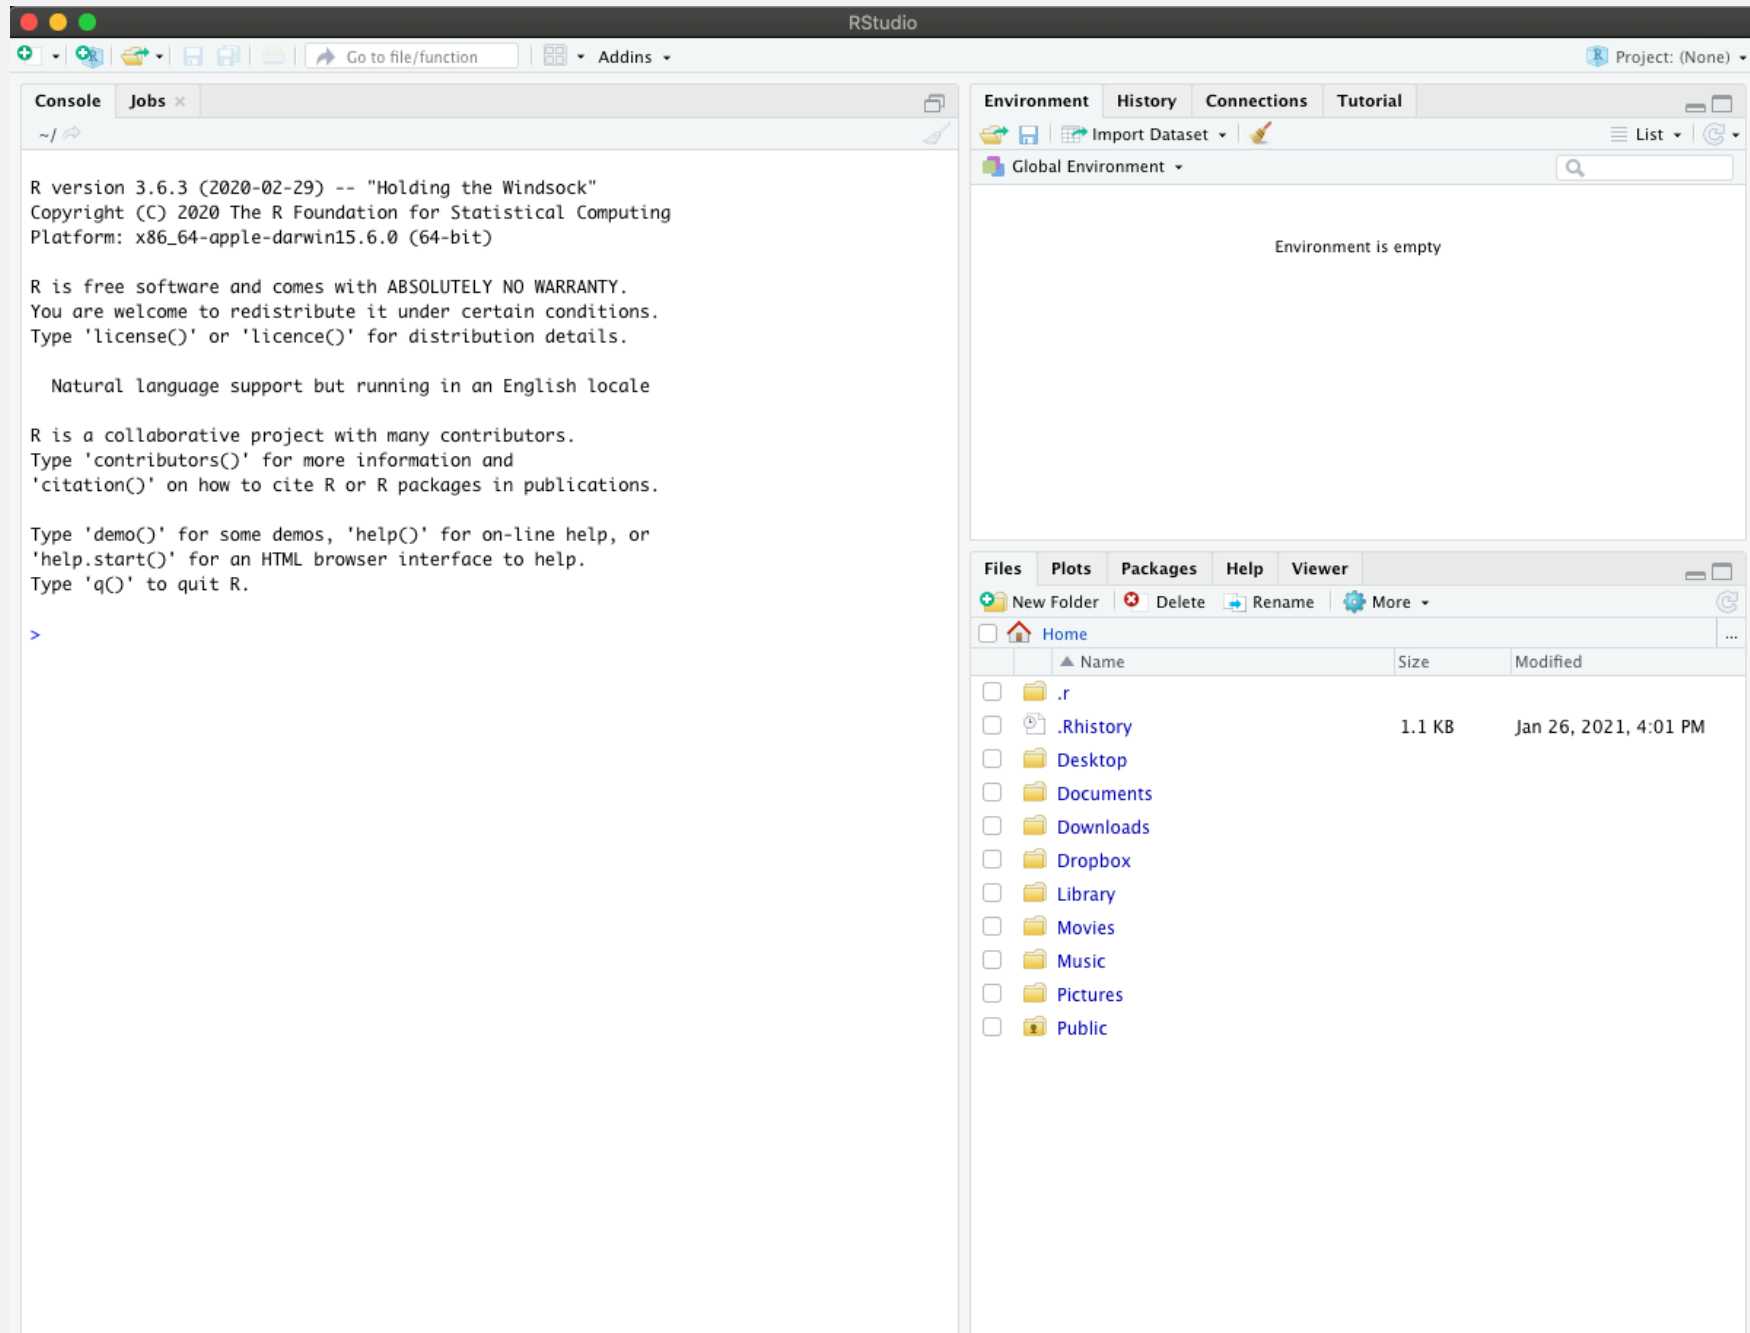 RStudio
Go to file/function
Addins
Project: (None)
Console Jobs
~/
R version 3.6.3 (2020-02-29) -- "Holding the Windsock"
Copyright (C) 2020 The R Foundation for Statistical Computing
Platform: x86_64-apple-darwin15.6.0 (64-bit)
R is free software and comes with ABSOLUTELY NO WARRANTY.
You are welcome to redistribute it under certain conditions.
Type 'license()' or 'licence()' for distribution details.
Natural language support but running in an English locale
R is a collaborative project with many contributors.
Type 'contributors()' for more information and
'citation()' on how to cite R or R packages in publications.
Type 'demo()' for some demos, 'help()' for on-line help, or
'help.start()' for an HTML browser interface to help.
Type 'q()' to quit R.
>
Environment History Connections Tutorial
Import Dataset List
Global Environment
Environment is empty
Files Plots Packages Help Viewer
New Folder Delete Rename More
Home ...
Name Size Modified
.r
.Rhistory 1.1 KB Jan 26, 2021, 4:01 PM
Desktop
Documents
Downloads
Dropbox
Library
Movies
Music
Pictures
Public